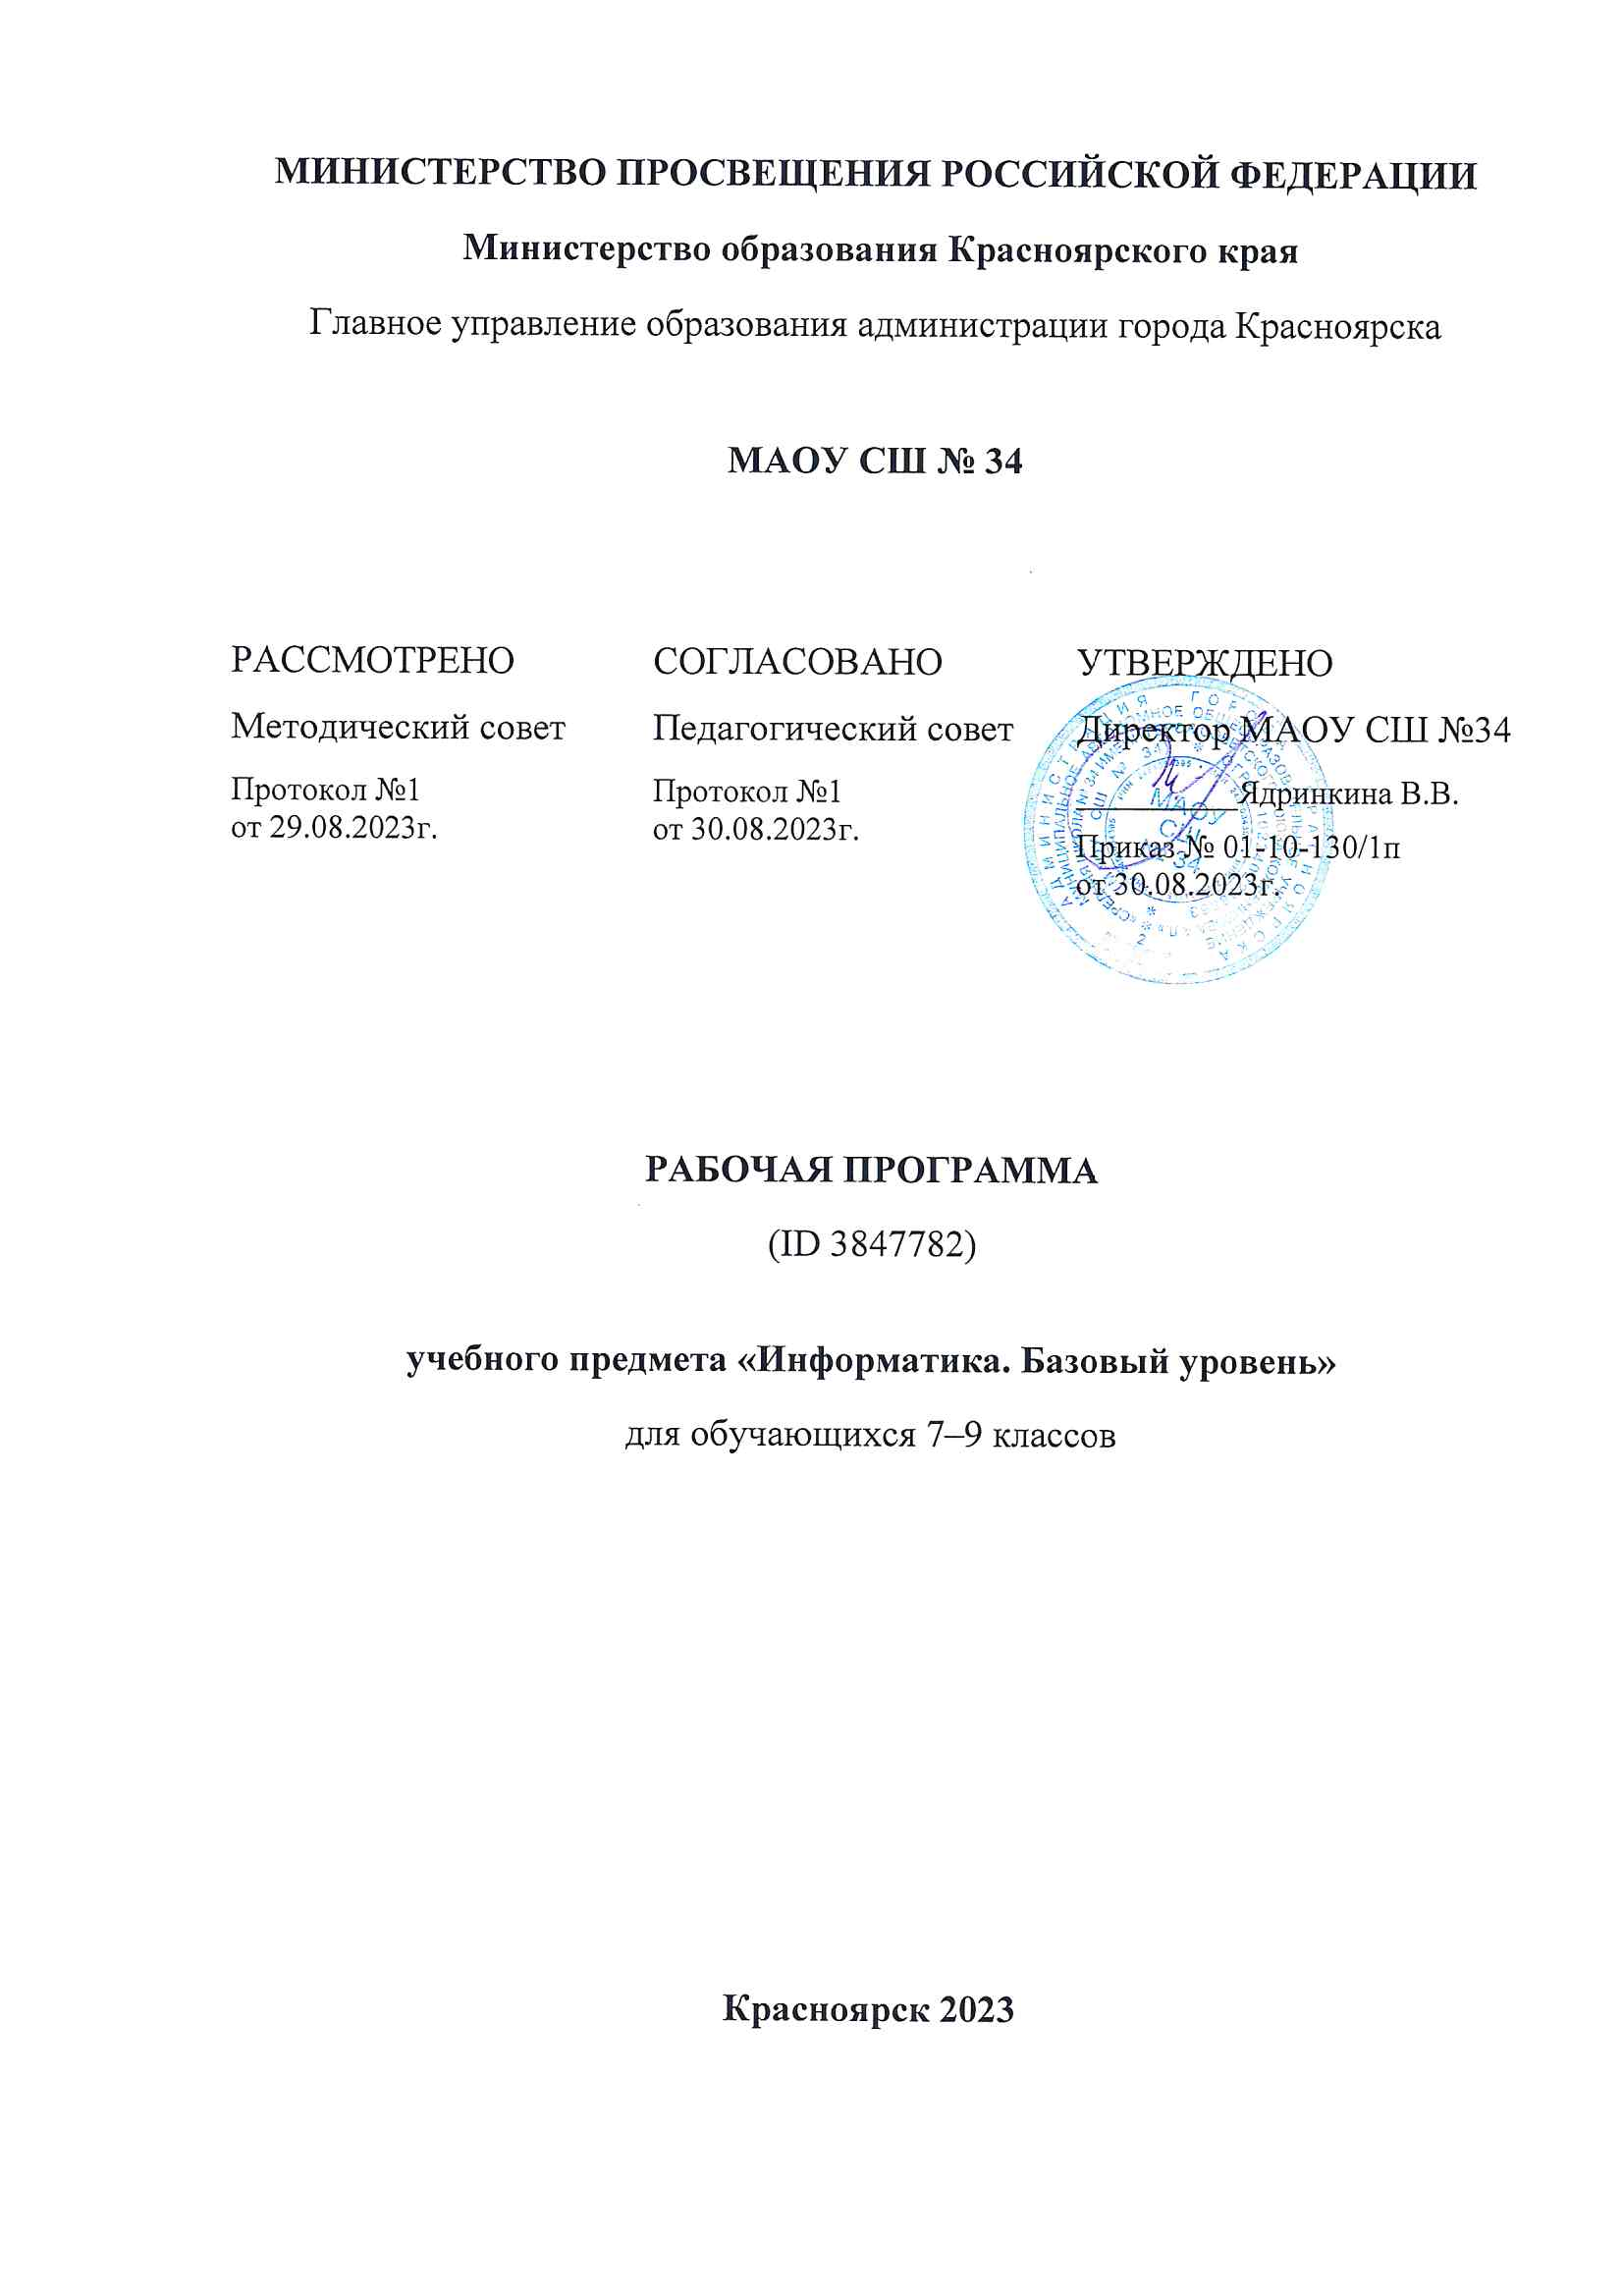 МИНИСТЕРСТВО ПРОСВЕЩЕНИЯ РОССИЙСКОЙ ФЕДЕРАЦИИ
Министерство образования Красноярского края
Главное управление образования администрации города Красноярска
МАОУ СШ № 34
РАССМОТРЕНО
Методический совет
Протокол №1
от 29.08.2023г.
СОГЛАСОВАНО
Педагогический совет
Протокол №1
от 30.08.2023г.
УТВЕРЖДЕНО
Директор МАОУ СШ №34
Ядринкина В.В.
Приказ № 01-10-130/1п
от 30.08.2023г.
МАОУ
СШ
34
РАБОЧАЯ ПРОГРАММА
(ID 3847782)
учебного предмета «Информатика. Базовый уровень»
для обучающихся 7–9 классов
Красноярск 2023